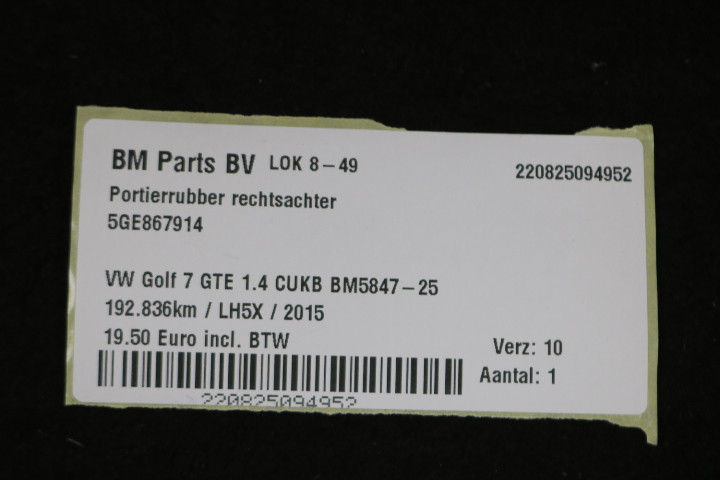 BM Parts BV LOK 8-49 220825094952
Portierrubber rechtsachter
5GE867914
VW Golf 7 GTE 1.4 CUKB BM5847-25
192.836km / LH5X / 2015
19.50 Euro incl. BTW
Verz: 10
Aantal: 1
220825094952